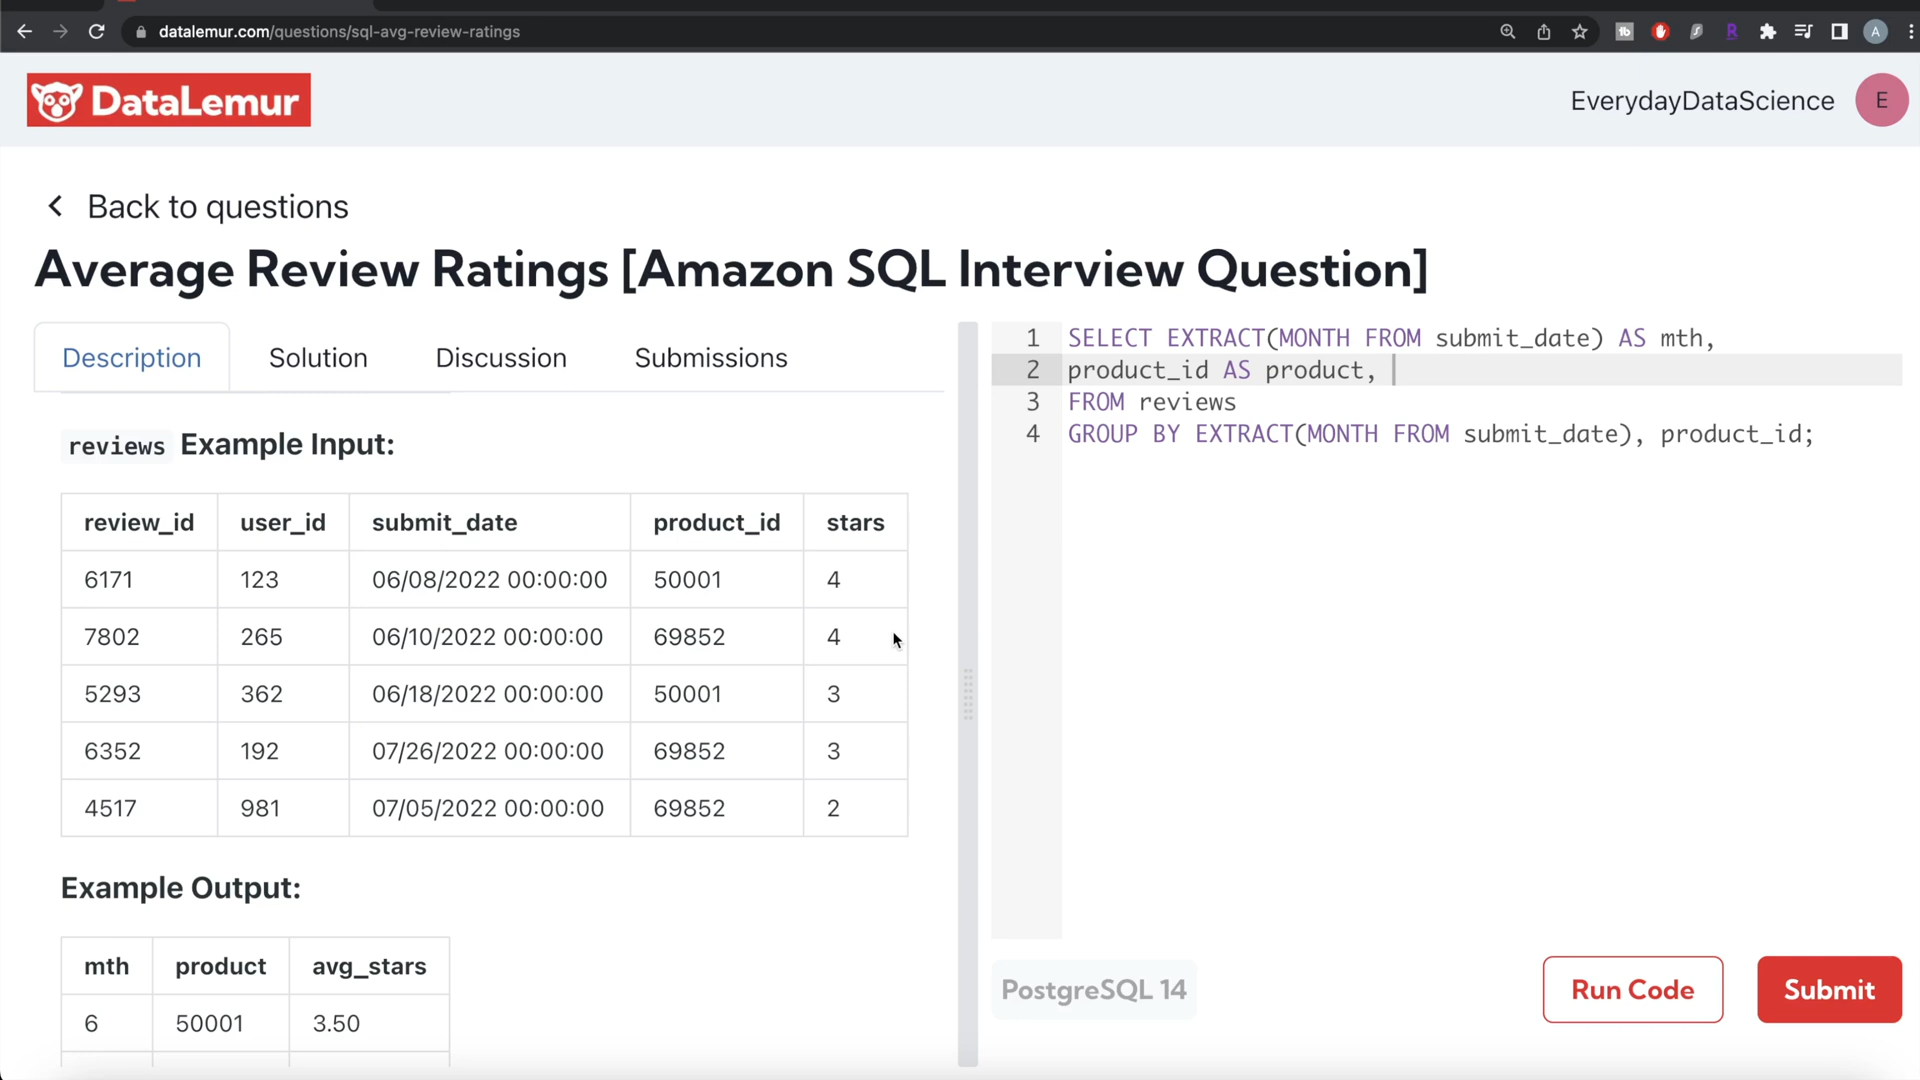 datalemur.com/questions/sql-avg-review-ratings
tb
R
A
DataLemur
EverydayDataScience
E
Back to questions
Average Review Ratings [Amazon SQL Interview Question]
Description
Solution
Discussion
Submissions
reviews Example Input:
review_id user_id submit_date product_id stars
6171 123 06/08/2022 00:00:00 50001 4
7802 265 06/10/2022 00:00:00 69852 4
5293 362 06/18/2022 00:00:00 50001 3
6352 192 07/26/2022 00:00:00 69852 3
4517 981 07/05/2022 00:00:00 69852 2
Example Output:
mth product avg_stars
6 50001 3.50
1 SELECT EXTRACT(MONTH FROM submit_date) AS mth,
2 product_id AS product,
3 FROM reviews
4 GROUP BY EXTRACT(MONTH FROM submit_date), product_id;
PostgreSQL 14
Run Code
Submit